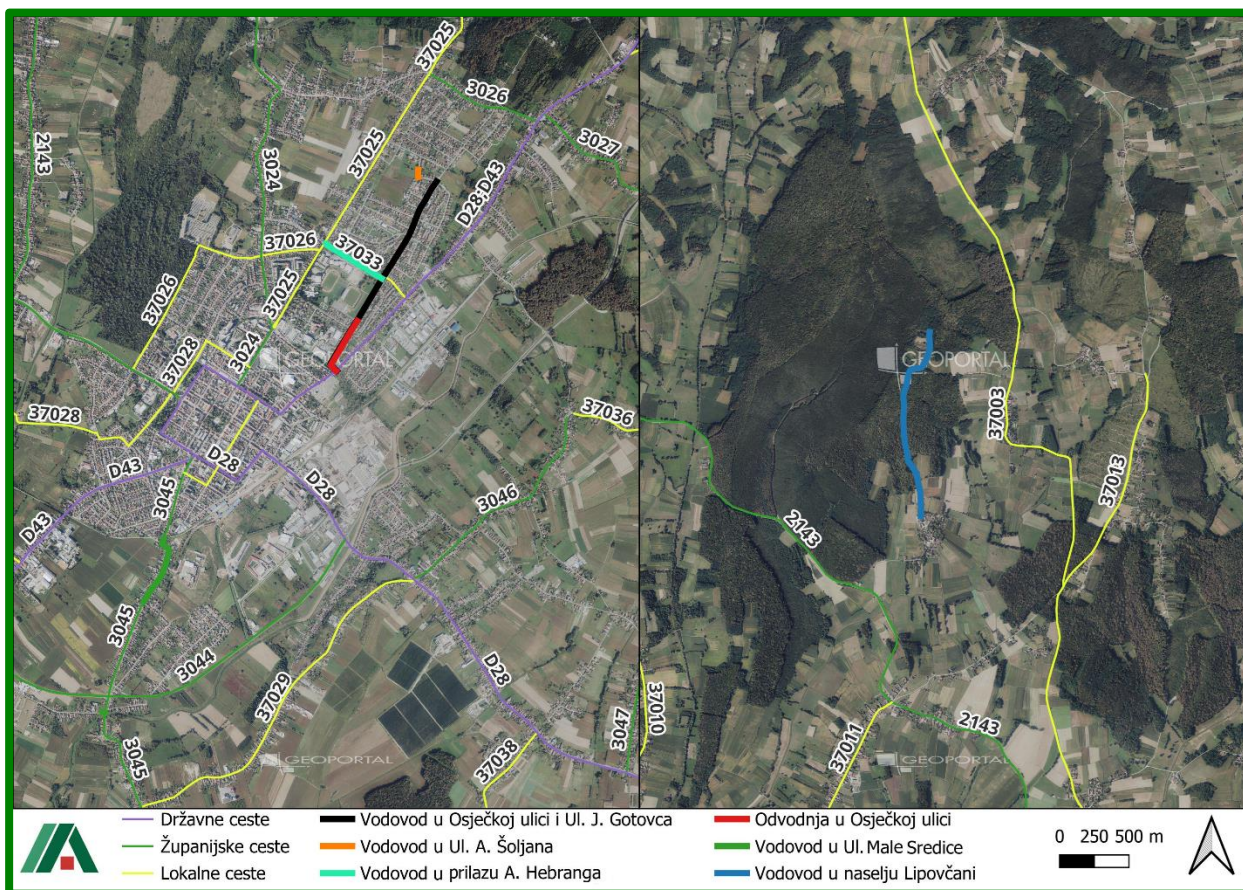 37025
3026
2143
3024
37025
3027
D28;D43
37026
37033
37025
37026
37028
3024
GEOPORTAL
37028
D43
D28
3045
D28
3046
37036
D43
3045
3044
37029
D28
3047
GEOPORTAL
37038
3045
GEOPORTAL
37003
37013
2143
37010
37011
2143
GEOPORTAL
Državne ceste
Županijske ceste
Lokalne ceste
Vodovod u Osječkoj ulici i Ul. J. Gotovca
Vodovod u Ul. A. Šoljana
Vodovod u prilazu A. Hebranga
Odvodnja u Osječkoj ulici
Vodovod u Ul. Male Sredice
Vodovod u naselju Lipovčani
0 250 500 m